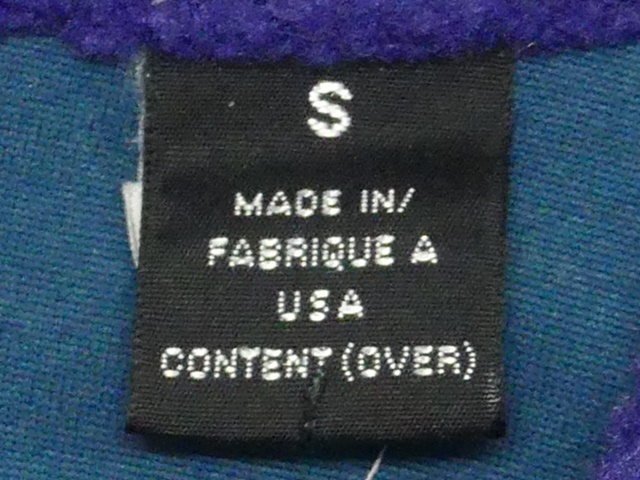 S
MADE IN/
FABRIQUE A
USA
CONTENT (OVER)